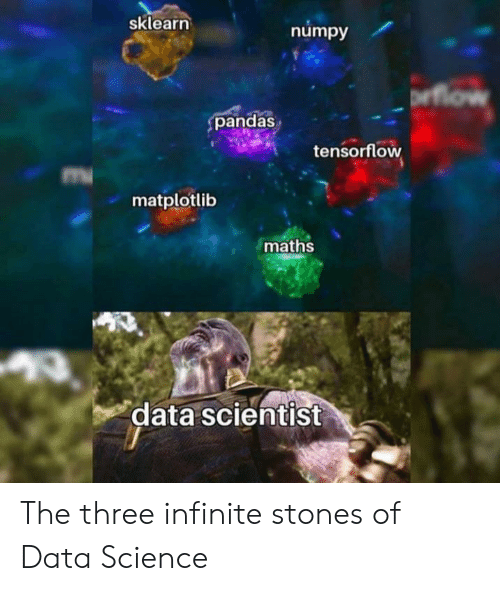 sklearn
numpy
pandas
tensorflow
matplotlib
maths
data scientist
The three infinite stones of
Data Science